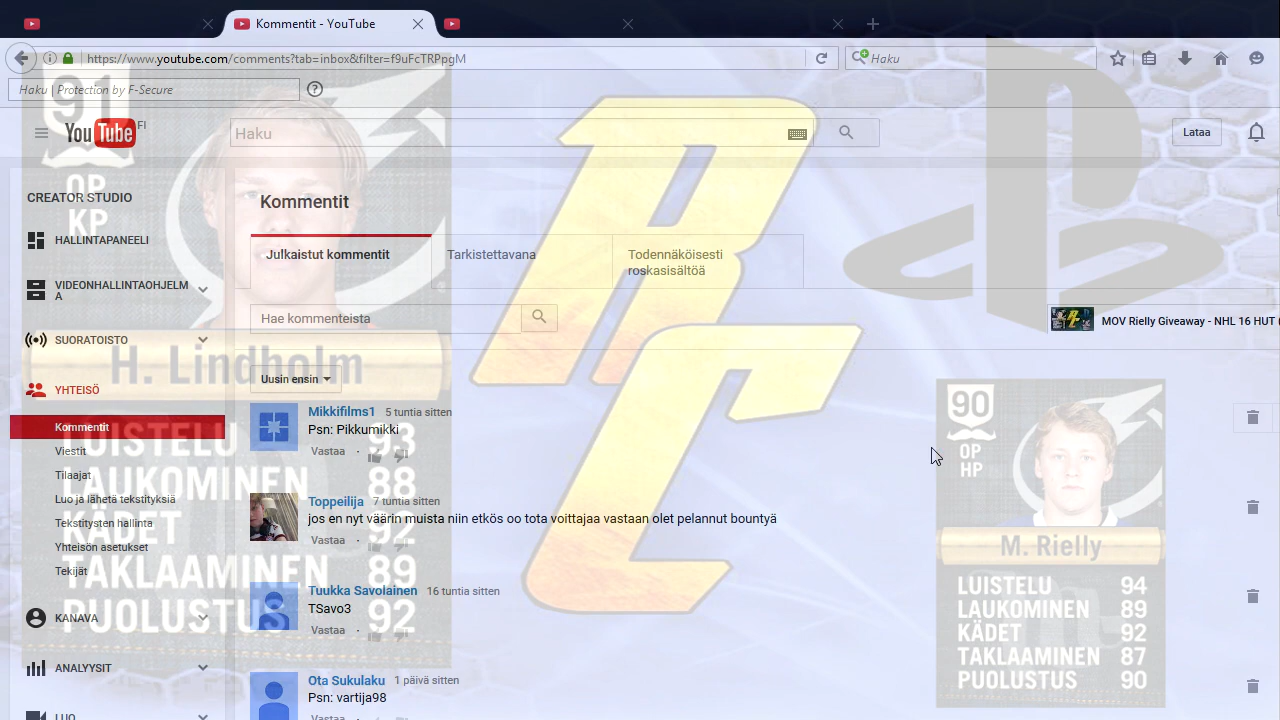 Kommentit - YouTube
https://www.youtube.com/comments?tab=inbox&filter=f9uFcTRPpgM
Haku
Haku | Protection by F-Secure
YouTube FI
Haku
Lataa
CREATOR STUDIO
HALLINTAPANEELI
VIDEONHALLINTAOHJELM
A
SUORATOISTO
YHTEISÖ
Kommentit
Viestit
Tilaajat
Luo ja lähetä tekstityksiä
Tekstitysten hallinta
Yhteisön asetukset
Tekijät
KANAVA
ANALYYSIT
LUO
Kommentit
Julkaistut kommentit
Tarkistettavana
Todennäköisesti
roskasisältöä
Hae kommenteista
MOV Rielly Giveaway - NHL 16 HUT
Uusin ensin
Mikkifilms1 5 tuntia sitten
Psn: Pikkumikki
Vastaa
Toppeilija 7 tuntia sitten
jos en nyt väärin muista niin etkös oo tota voittajaa vastaan olet pelannut bountyä
Vastaa
Tuukka Savolainen 16 tuntia sitten
TSavo3
Vastaa
Ota Sukulaku 1 päivä sitten
Psn: vartija98
Vastaa
91
OP
KP
H. Lindholm
LUISTELU 93
LAUKOMINEN 88
KÄDET 92
TAKLAAMINEN 89
PUOLUSTUS 92
RC
90
OP
HP
M. Rielly
LUISTELU 94
LAUKOMINEN 89
KÄDET 92
TAKLAAMINEN 87
PUOLUSTUS 90